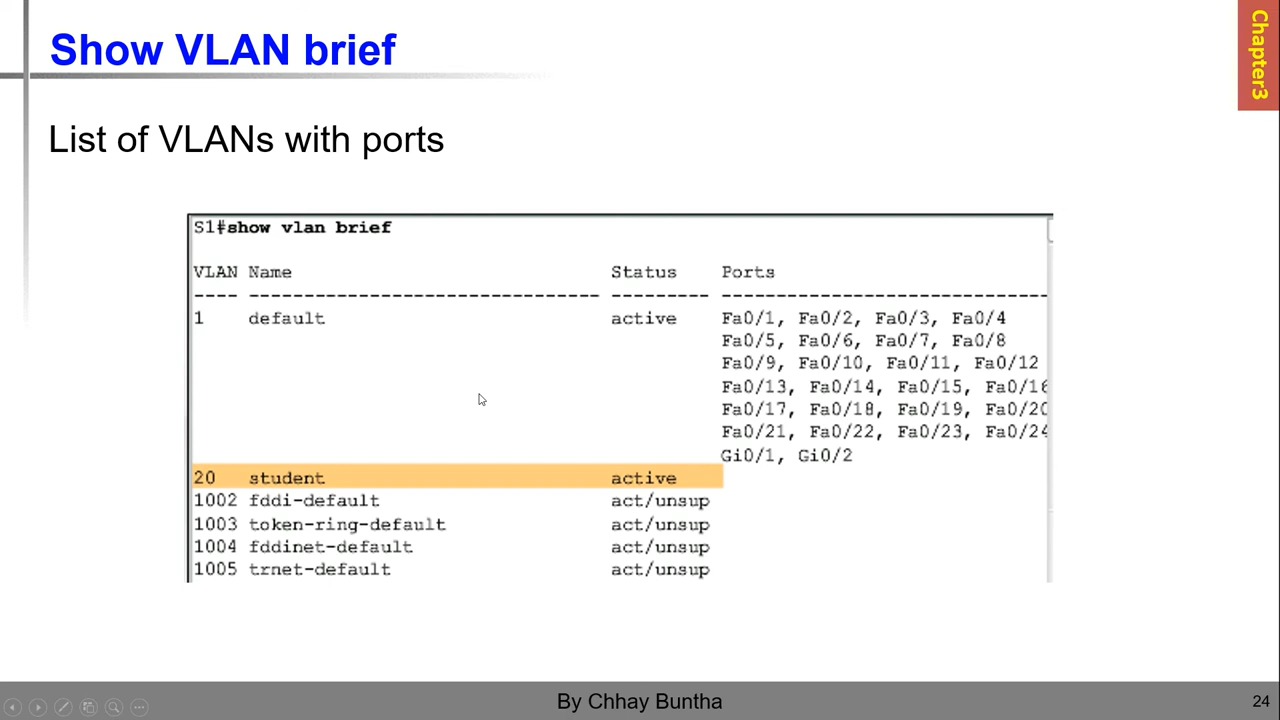 Show VLAN brief
Chapter3
List of VLANs with ports
S1#show vlan brief
VLAN Name Status Ports
---- -------------------------------- --------- -----------------------------
1 default active Fa0/1, Fa0/2, Fa0/3, Fa0/4
Fa0/5, Fa0/6, Fa0/7, Fa0/8
Fa0/9, Fa0/10, Fa0/11, Fa0/12
Fa0/13, Fa0/14, Fa0/15, Fa0/16
Fa0/17, Fa0/18, Fa0/19, Fa0/20
Fa0/21, Fa0/22, Fa0/23, Fa0/24
Gi0/1, Gi0/2
20 student active
1002 fddi-default act/unsup
1003 token-ring-default act/unsup
1004 fddinet-default act/unsup
1005 trnet-default act/unsup
By Chhay Buntha
24